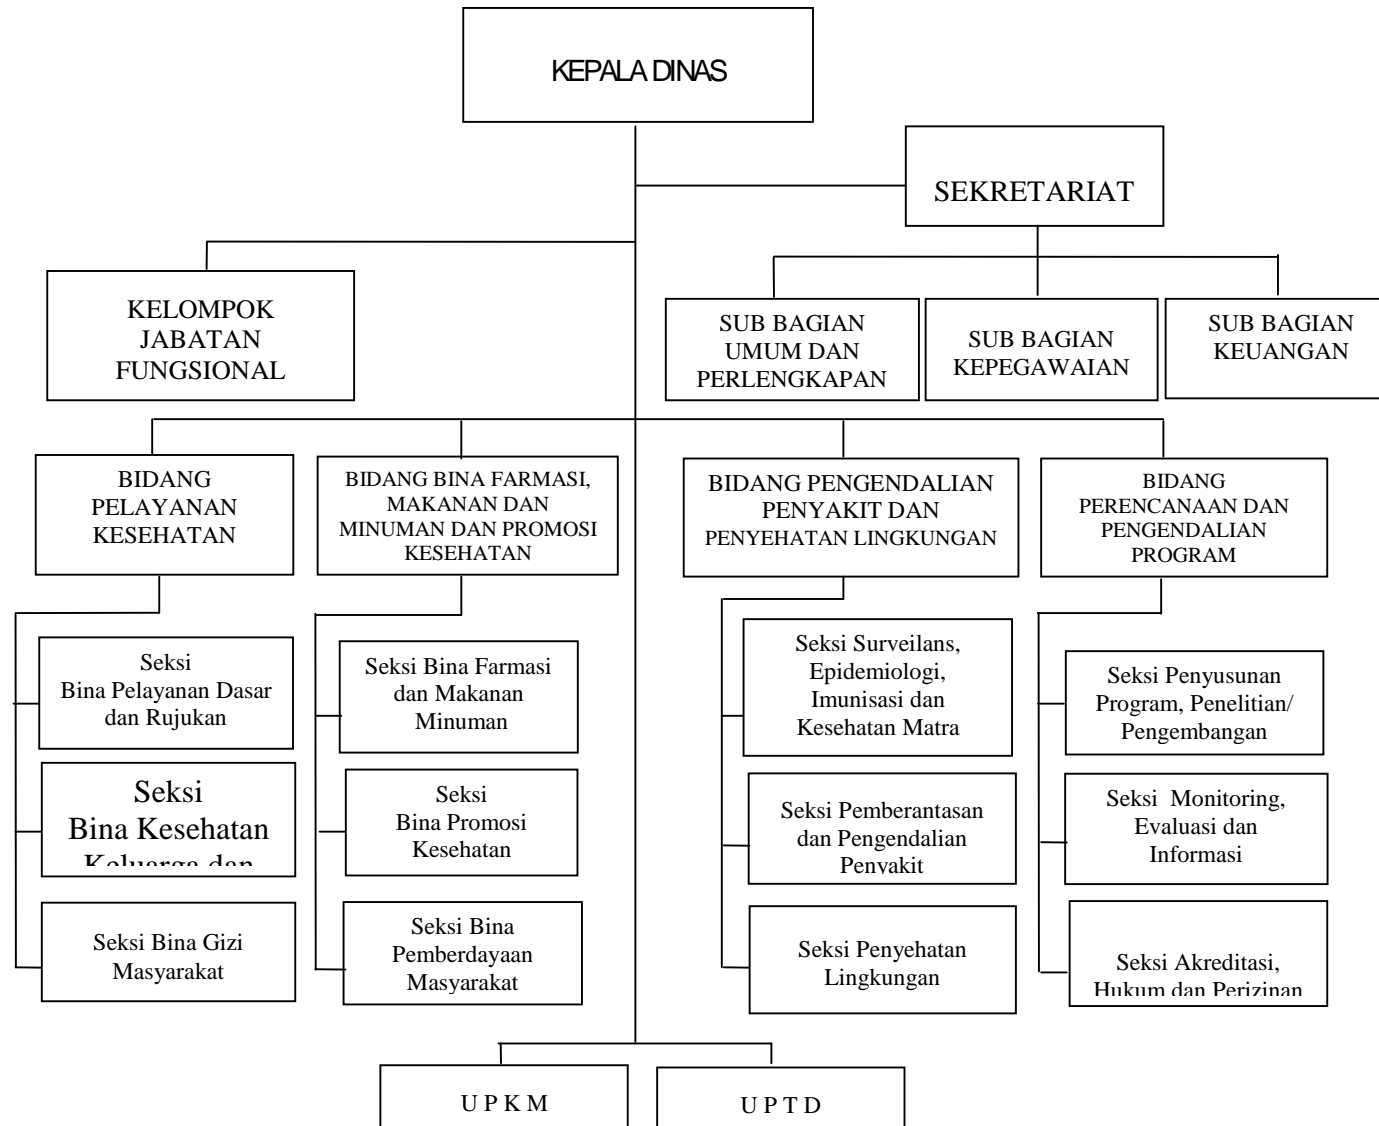 KEPALA DINAS
SEKRETARIAT
KELOMPOK
JABATAN
FUNGSIONAL
SUB BAGIAN
UMUM DAN
PERLENGKAPAN
SUB BAGIAN
KEPEGAWAIAN
SUB BAGIAN
KEUANGAN
BIDANG
PELAYANAN
KESEHATAN
BIDANG BINA FARMASI,
MAKANAN DAN
MINUMAN DAN PROMOSI
KESEHATAN
BIDANG PENGENDALIAN
PENYAKIT DAN
PENYEHATAN LINGKUNGAN
BIDANG
PERENCANAAN DAN
PENGENDALIAN
PROGRAM
Seksi
Bina Pelayanan Dasar
dan Rujukan
Seksi Bina Farmasi
dan Makanan
Minuman
Seksi Surveilans,
Epidemiologi,
Imunisasi dan
Kesehatan Matra
Seksi Penyusunan
Program, Penelitian/
Pengembangan
Seksi
Bina Kesehatan
Keluarga dan
Seksi
Bina Promosi
Kesehatan
Seksi Pemberantasan
dan Pengendalian
Penyakit
Seksi Monitoring,
Evaluasi dan
Informasi
Seksi Bina Gizi
Masyarakat
Seksi Bina
Pemberdayaan
Masyarakat
Seksi Penyehatan
Lingkungan
Seksi Akreditasi,
Hukum dan Perizinan
U P K M
U P T D